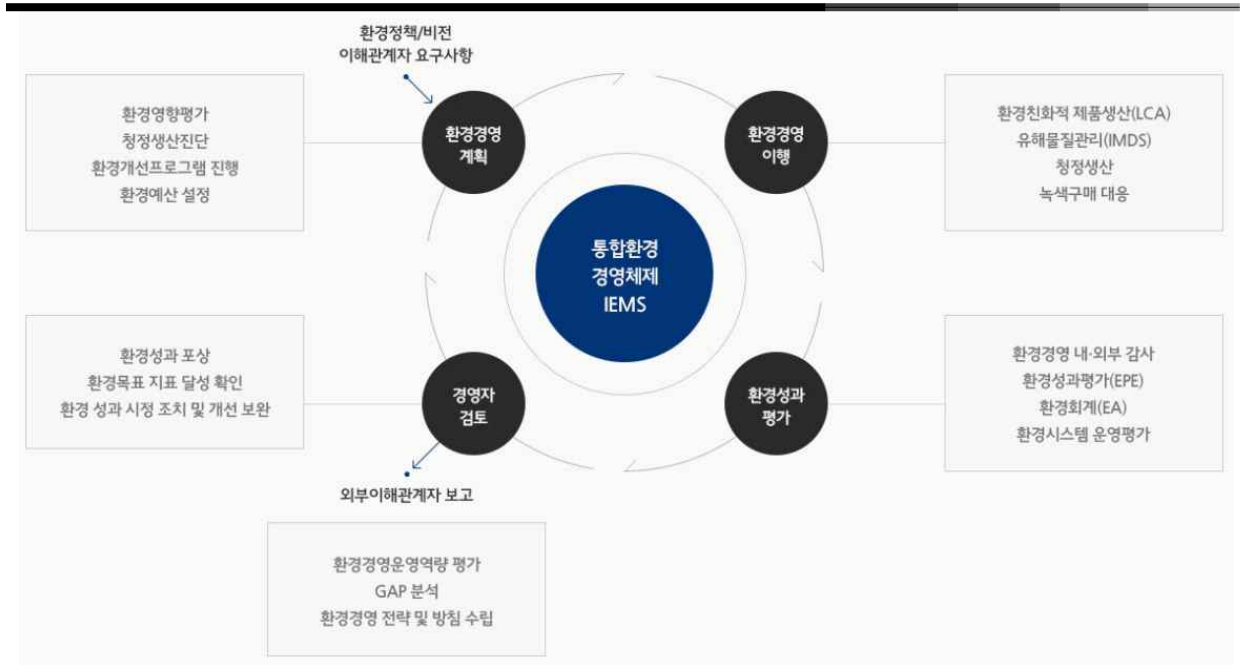 환경정책/비전
이해관계자 요구사항
환경영향평가
청정생산진단
환경개선프로그램 진행
환경예산 설정
환경경영
계획
환경경영
이행
환경친화적 제품생산(LCA)
유해물질관리(IMDS)
청정생산
녹색구매 대응
통합환경
경영체제
IEMS
환경성과 포상
환경목표 지표 달성 확인
환경 성과 시정 조치 및 개선 보완
경영자
검토
환경성과
평가
환경경영 내·외부 감사
환경성과평가(EPE)
환경회계(EA)
환경시스템 운영평가
외부이해관계자 보고
환경경영운영역량 평가
GAP 분석
환경경영 전략 및 방침 수립